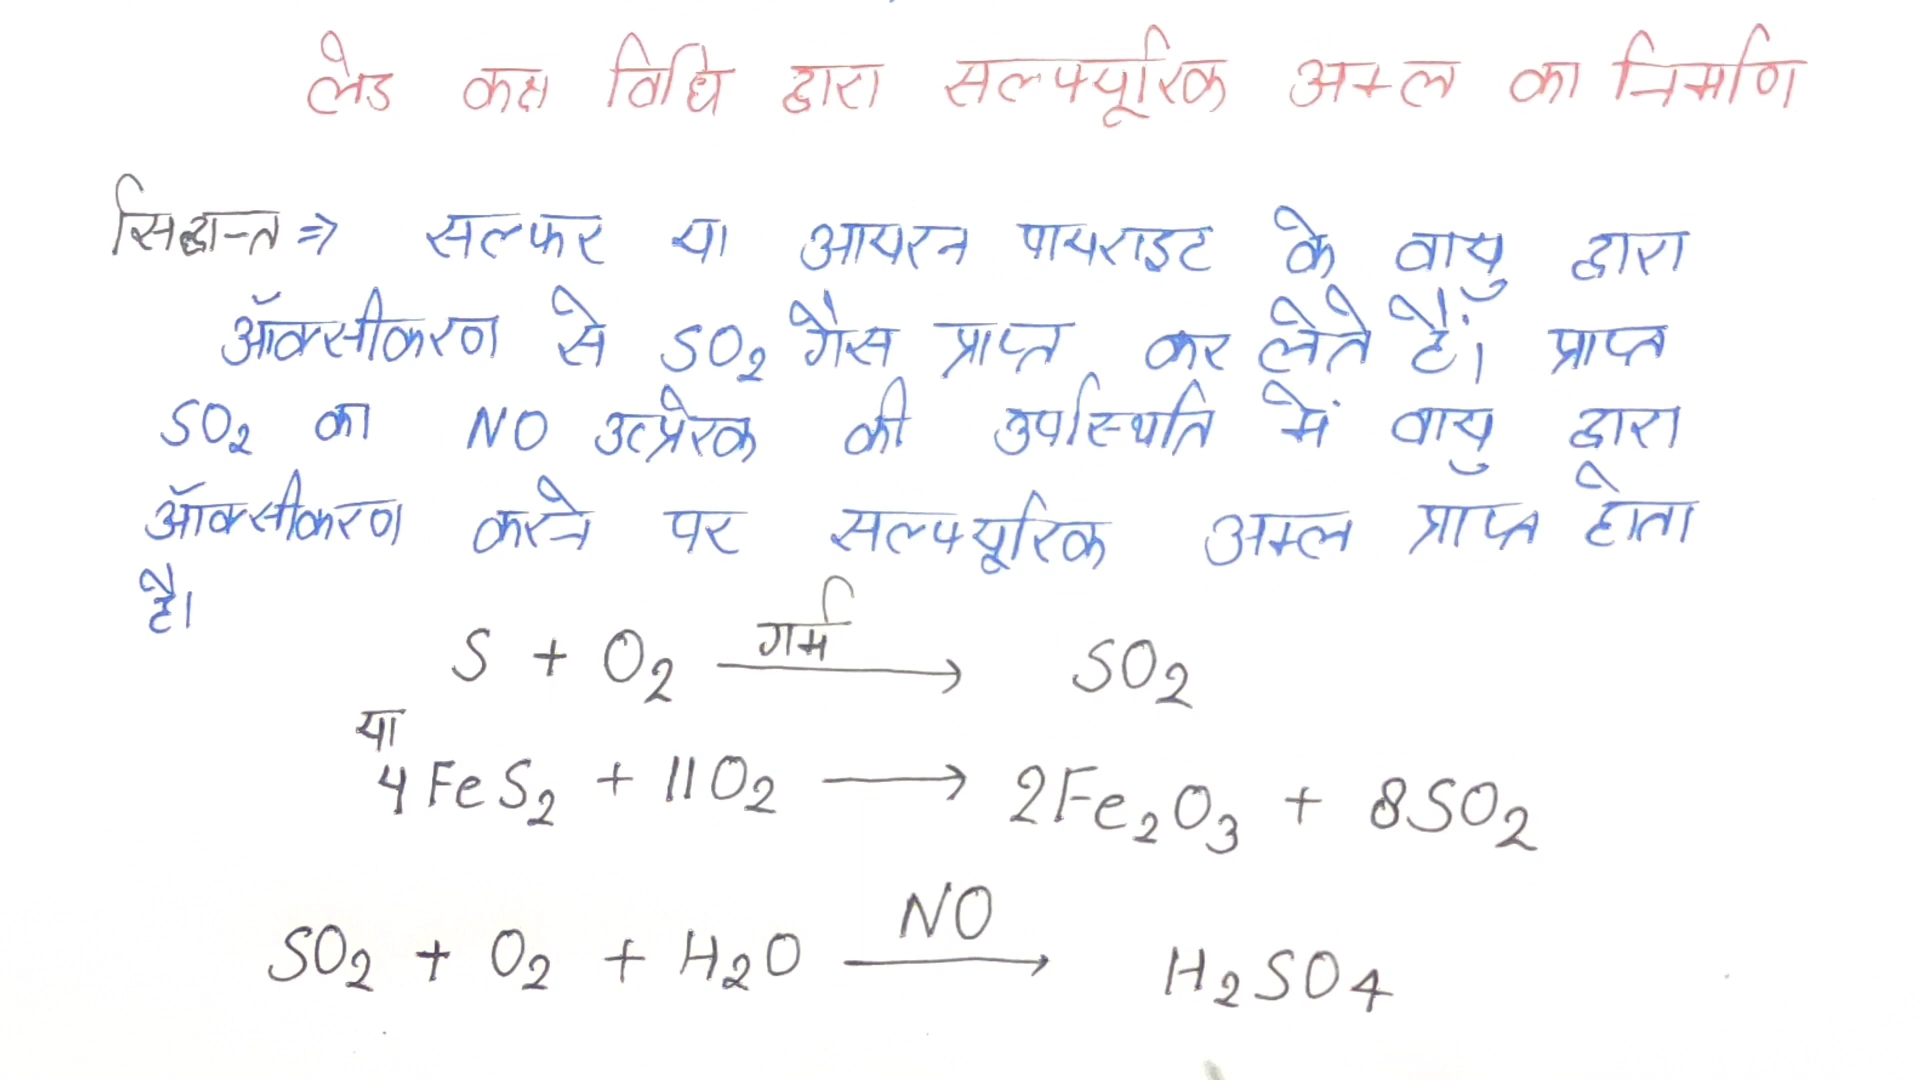 लेड कक्ष विधि द्वारा सल्फ्यूरिक अम्ल का निर्माण
सिद्धान्त ⇒ सल्फर या आयरन पायराइट के वायु द्वारा
ऑक्सीकरण से SO₂ गैस प्राप्त कर लेते हैं। प्राप्त
SO₂ का NO उत्प्रेरक की उपस्थिति में वायु द्वारा
ऑक्सीकरण करने पर सल्फ्यूरिक अम्ल प्राप्त होता
है।
S + O₂ —गर्म→ SO₂
या
4FeS₂ + 11O₂ ⟶ 2Fe₂O₃ + 8SO₂
SO₂ + O₂ + H₂O —NO→ H₂SO₄